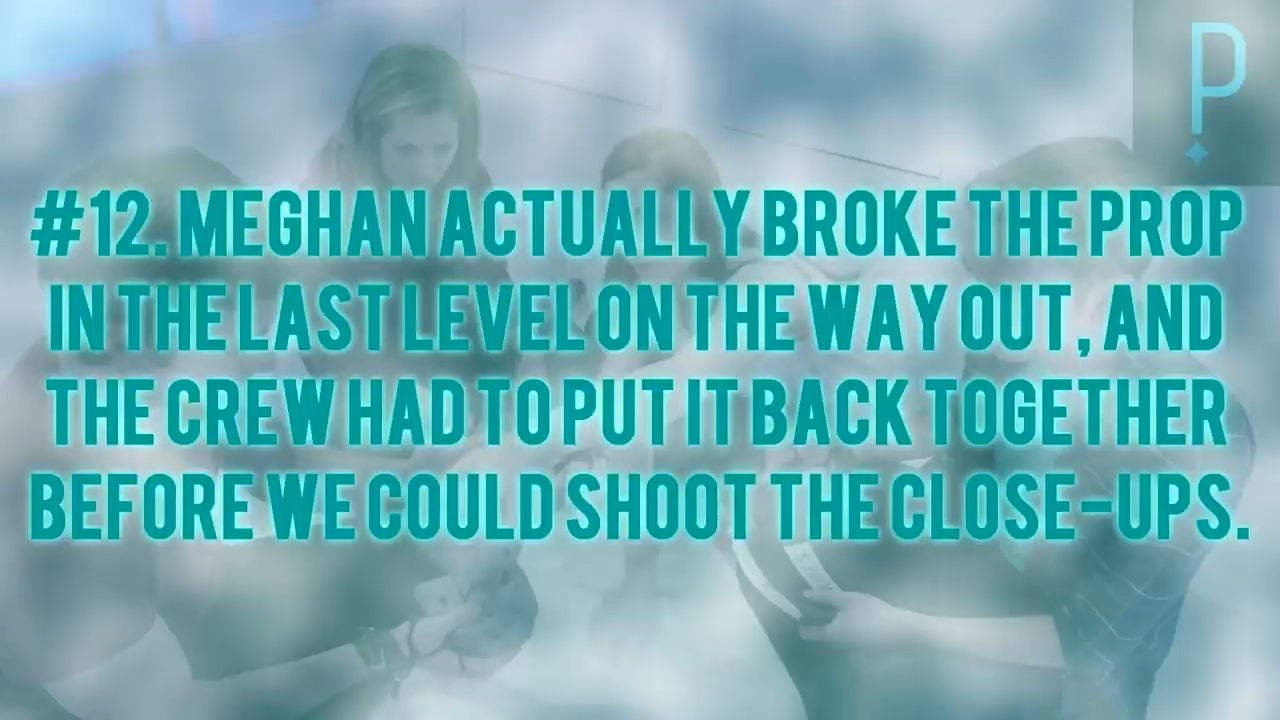 P
#12. MEGHAN ACTUALLY BROKE THE PROP
IN THE LAST LEVEL ON THE WAY OUT, AND
THE CREW HAD TO PUT IT BACK TOGETHER
BEFORE WE COULD SHOOT THE CLOSE-UPS.